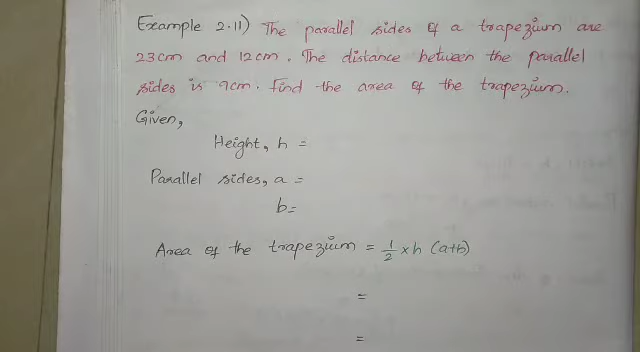 Example 2.11) The parallel sides of a trapezium are
23cm and 12cm. The distance between the parallel
sides is 9cm. Find the area of the trapezium.
Given,
Height, h =
Parallel sides, a =
b=
Area of the trapezium = 1/2 × h (a+b)
=
=